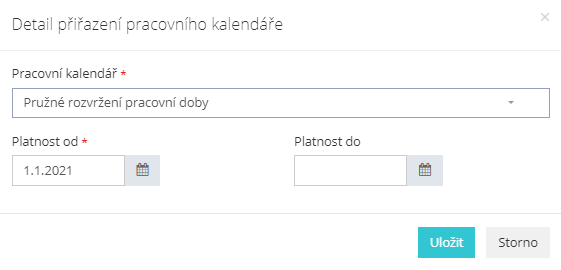 Detail přiřazení pracovního kalendáře
×
Pracovní kalendář *
Pružné rozvržení pracovní doby
Platnost od *
Platnost do
1.1.2021
Uložit
Storno